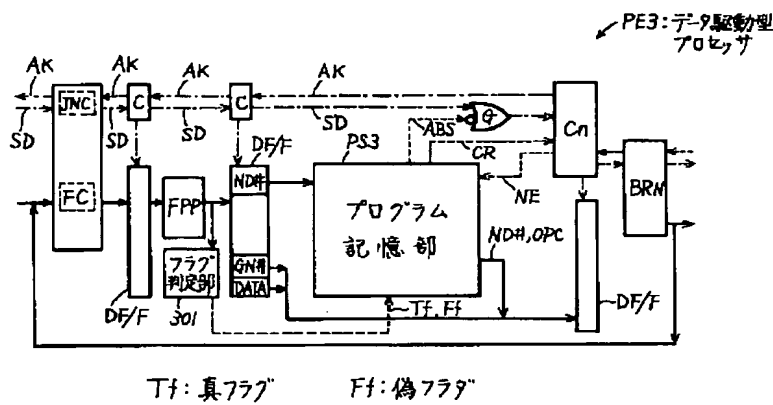 PE3:データ駆動型
プロセッサ
AK
AK
AK
AK
JNC
C
C
SD
SD
SD
SD
G
Cn
ABS
CR
PS3
DF/F
NE
BRN
FC
FPP
ND#
プログラム
記憶部
ND#,OPC
フラグ
判定部
GN#
DATA
DF/F
301
Tf,Ff
DF/F
Tf:真フラグ
Ff:偽フラグ